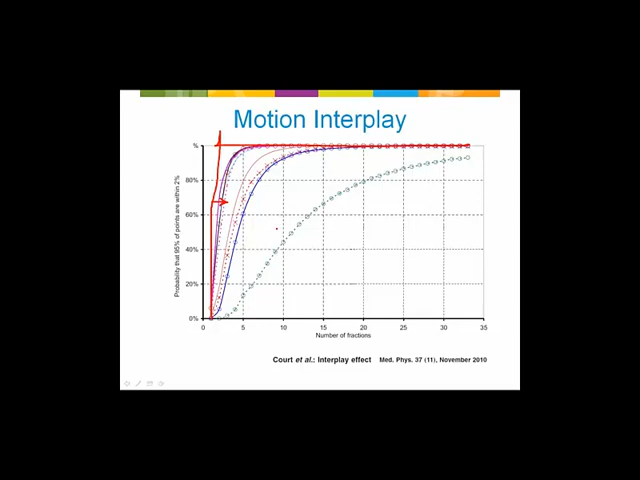 Motion Interplay
%
80%
60%
40%
20%
0%
Probability that 95% of points are within 2%
0 5 10 15 20 25 30 35
Number of fractions
Court et al.: Interplay effect Med. Phys. 37 (11), November 2010